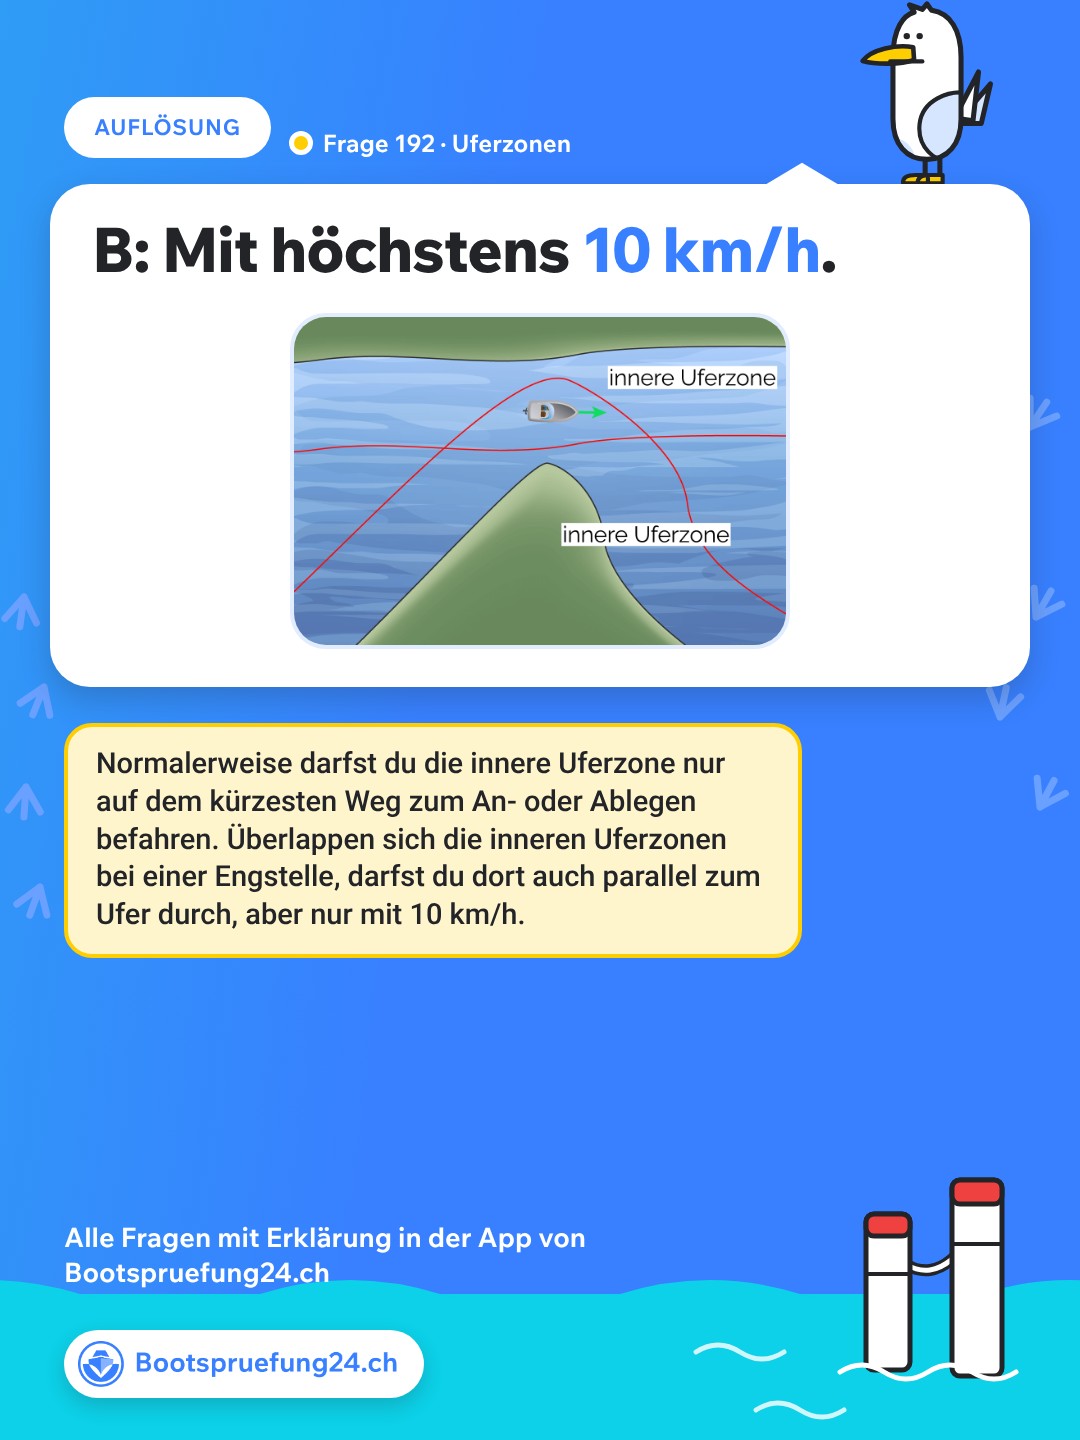 AUFLÖSUNG
Frage 192 · Uferzonen
B: Mit höchstens 10 km/h.
innere Uferzone
innere Uferzone
Normalerweise darfst du die innere Uferzone nur
auf dem kürzesten Weg zum An- oder Ablegen
befahren. Überlappen sich die inneren Uferzonen
bei einer Engstelle, darfst du dort auch parallel zum
Ufer durch, aber nur mit 10 km/h.
Alle Fragen mit Erklärung in der App von
Bootspruefung24.ch
Bootspruefung24.ch